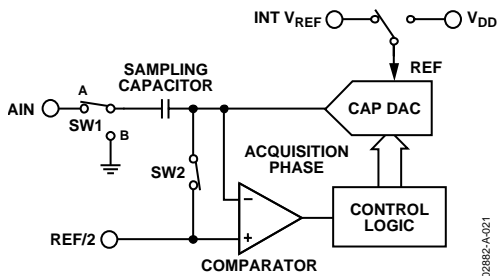 INT VREF
VDD
REF
SAMPLING
CAPACITOR
A
AIN
SW1
B
CAP DAC
ACQUISITION
PHASE
SW2
CONTROL
LOGIC
REF/2
–
+
COMPARATOR
02882-A-021